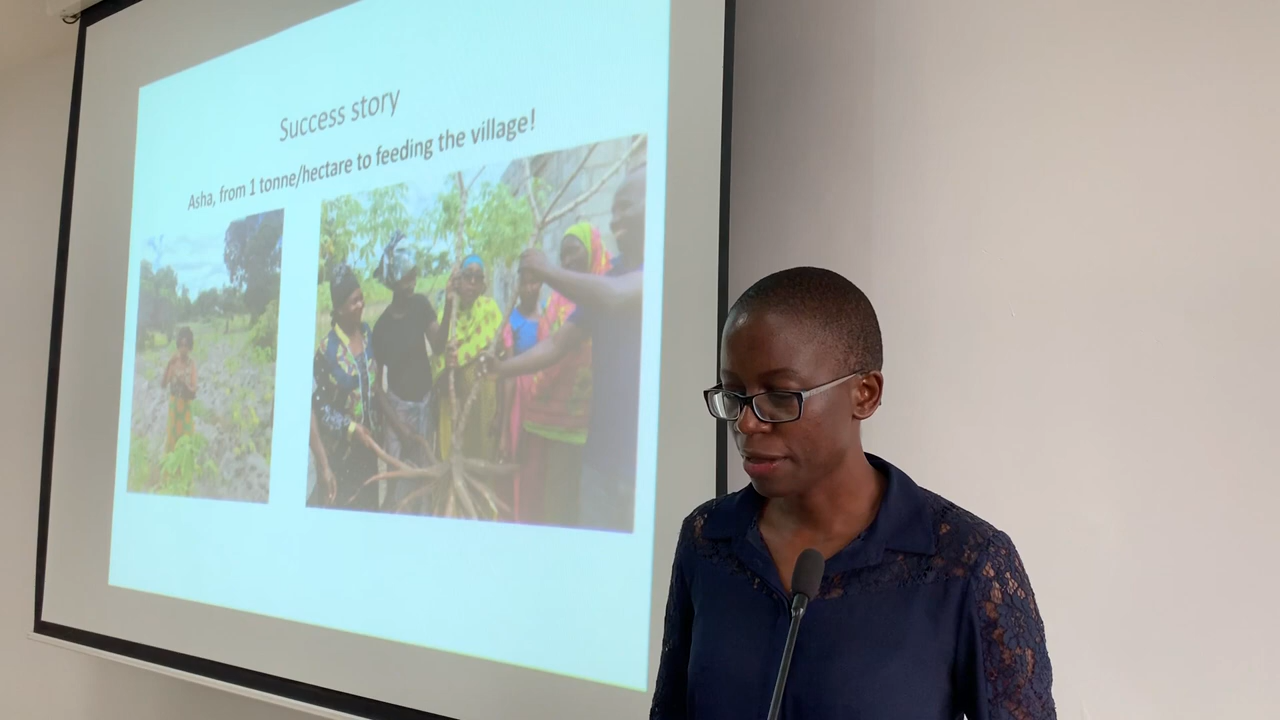 Success story
Asha, from 1 tonne/hectare to feeding the village!